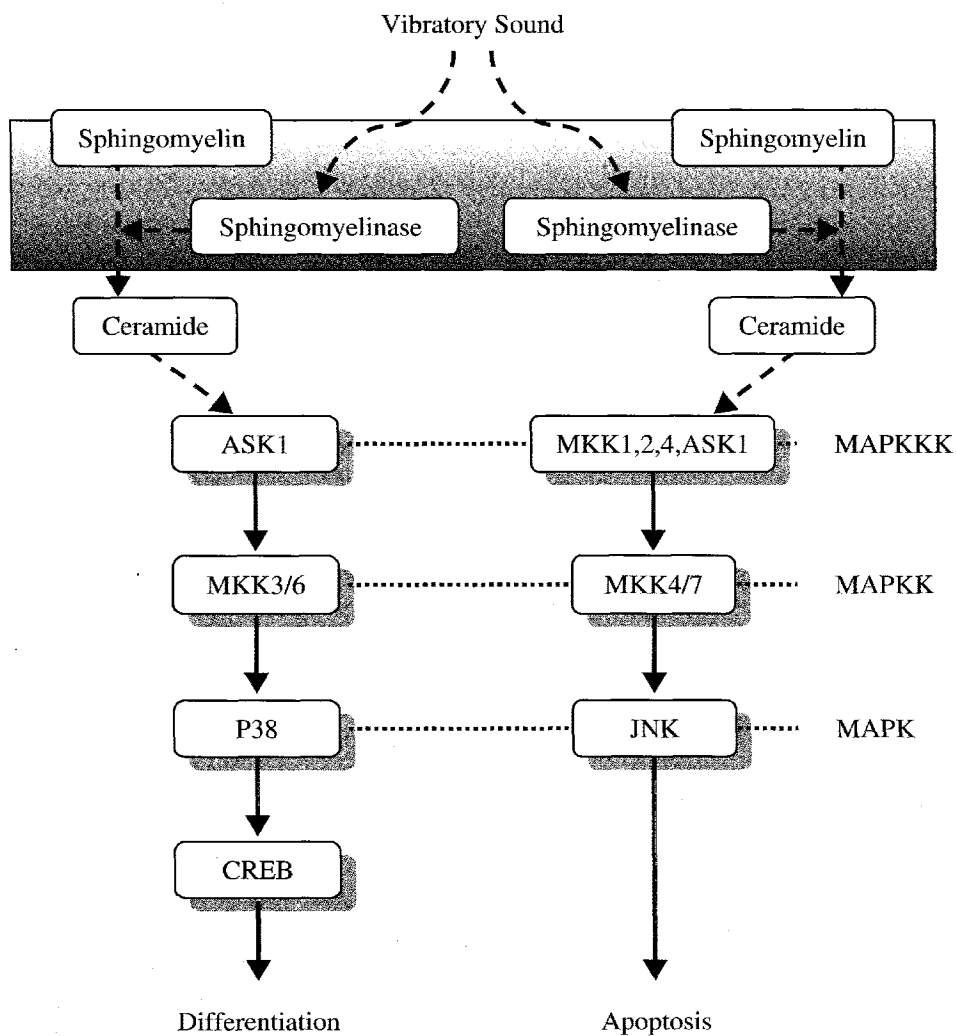 Vibratory Sound
Sphingomyelin Sphingomyelin
Sphingomyelinase Sphingomyelinase
Ceramide Ceramide
ASK1 MKK1,2,4,ASK1 MAPKKK
MKK3/6 MKK4/7 MAPKK
P38 JNK MAPK
CREB
Differentiation Apoptosis